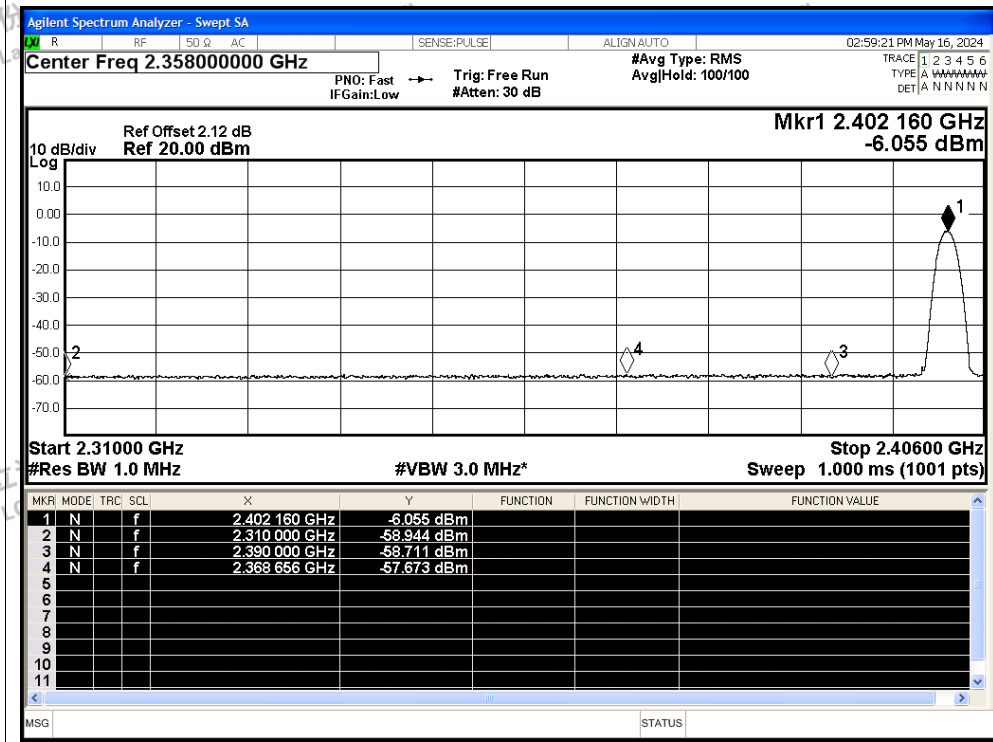 Agilent Spectrum Analyzer - Swept SA
LXI R RF 50 Ω AC SENSE:PULSE ALIGN AUTO 02:59:21 PM May 16, 2024
Center Freq 2.358000000 GHz #Avg Type: RMS TRACE 1 2 3 4 5 6
PNO: Fast Trig: Free Run Avg|Hold: 100/100 TYPE A WWWWW
IFGain:Low #Atten: 30 dB DET A N N N N N
Mkr1 2.402 160 GHz
Ref Offset 2.12 dB
10 dB/div Ref 20.00 dBm -6.055 dBm
Log
10.0
0.00
1
-10.0
-20.0
-30.0
-40.0
-50.0 2 4 3
-60.0
-70.0
Start 2.31000 GHz Stop 2.40600 GHz
#Res BW 1.0 MHz #VBW 3.0 MHz* Sweep 1.000 ms (1001 pts)
MKR MODE TRC SCL X Y FUNCTION FUNCTION WIDTH FUNCTION VALUE
1 N f 2.402 160 GHz -6.055 dBm
2 N f 2.310 000 GHz -58.944 dBm
3 N f 2.390 000 GHz -58.711 dBm
4 N f 2.368 656 GHz -57.673 dBm
5
6
7
8
9
10
11
MSG STATUS